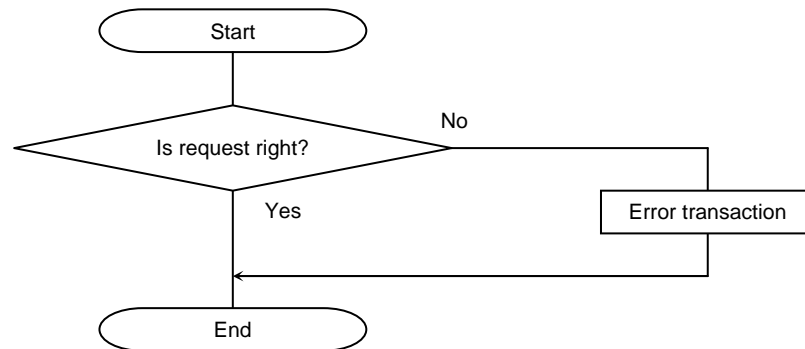 Start
Is request right?
No
Yes
Error transaction
End